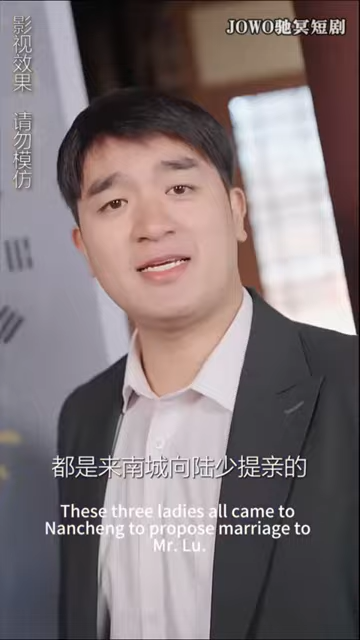 JOWO驰冥短剧
影视效果 请勿模仿
都是来南城向陆少提亲的
These three ladies all came to
Nancheng to propose marriage to
Mr. Lu.